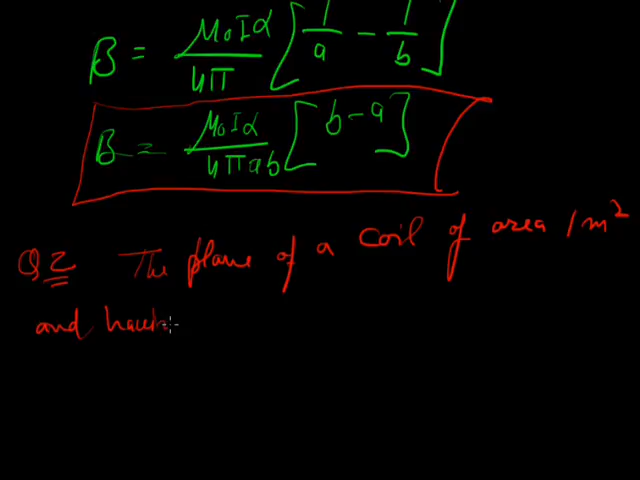 B = μ₀Iα/4π [1/a − 1/b]
B = μ₀Iα/4πab [b − a]
Q2 The plane of a coil of area 1m²
and